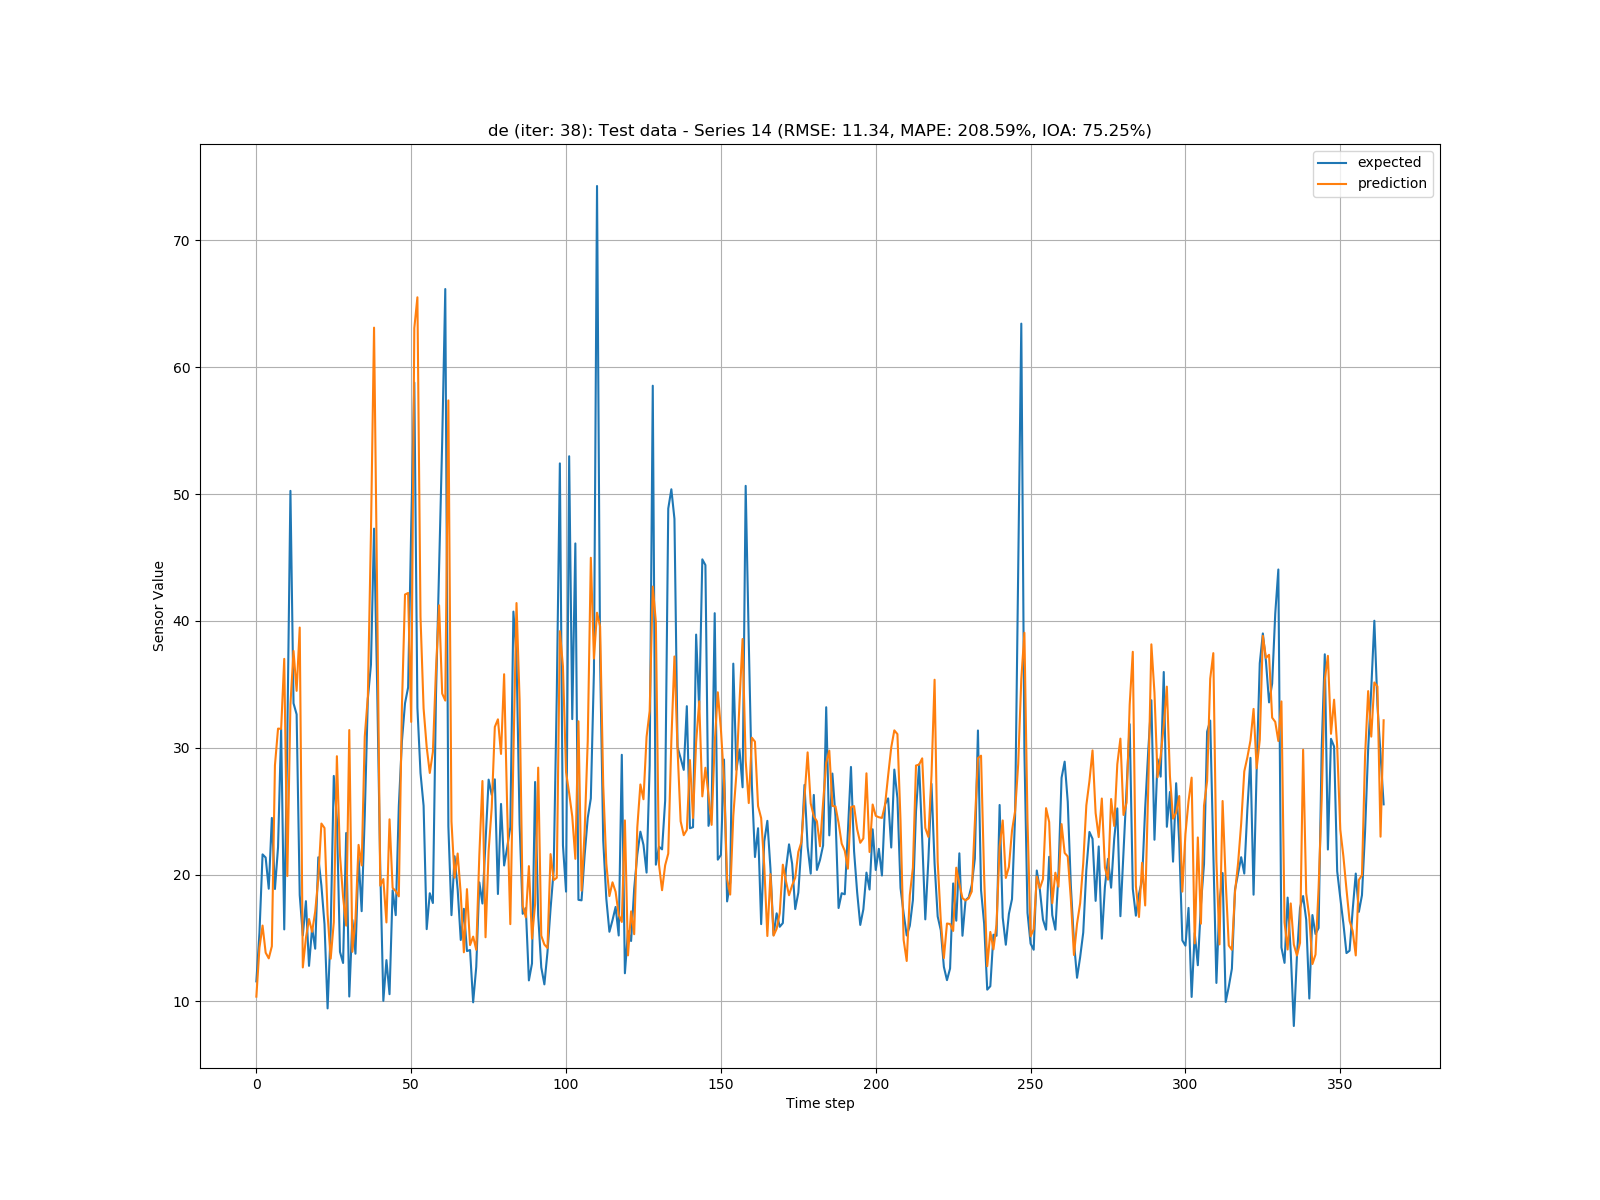 de (iter: 38): Test data - Series 14 (RMSE: 11.34, MAPE: 208.59%, IOA: 75.25%)
expected
prediction
70
60
50
40
30
20
10
Sensor Value
0 50 100 150 200 250 300 350
Time step